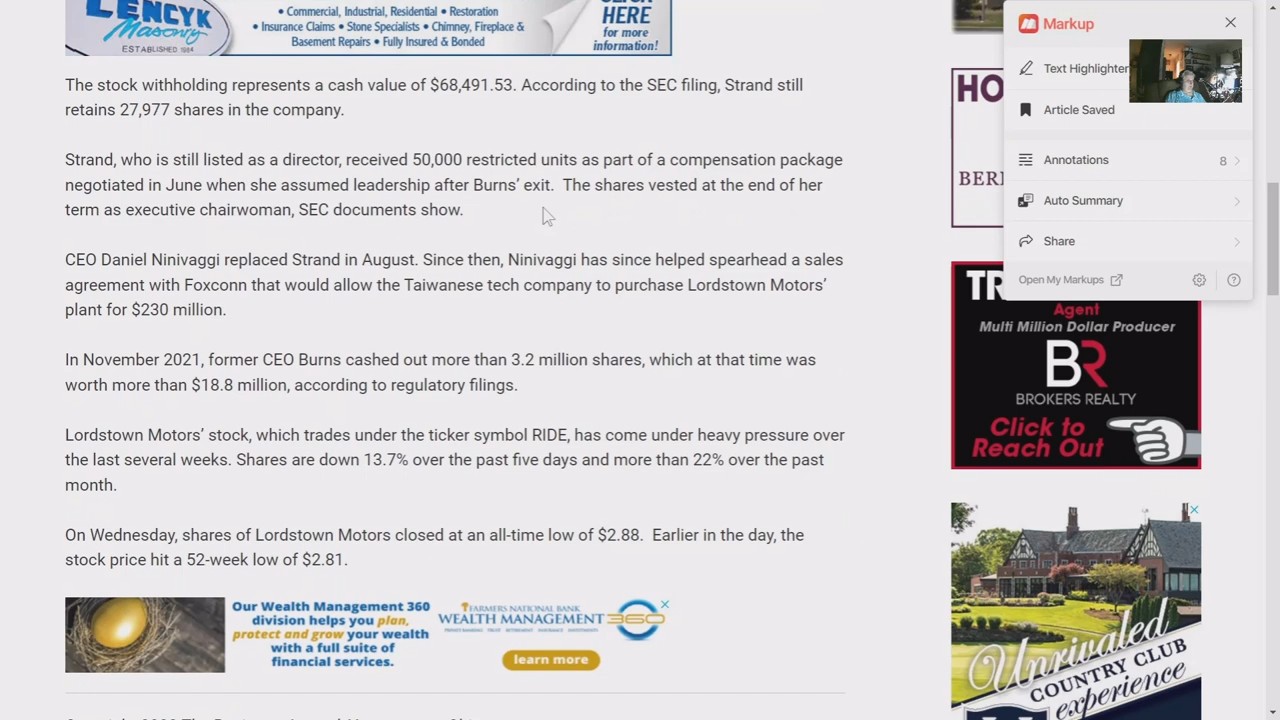 LENCYK
Masonry
ESTABLISHED 1984
• Commercial, Industrial, Residential • Restoration
• Insurance Claims • Stone Specialists • Chimney, Fireplace &
Basement Repairs • Fully Insured & Bonded
CLICK
HERE
for more
information!
The stock withholding represents a cash value of $68,491.53. According to the SEC filing, Strand still
retains 27,977 shares in the company.
Strand, who is still listed as a director, received 50,000 restricted units as part of a compensation package
negotiated in June when she assumed leadership after Burns' exit.  The shares vested at the end of her
term as executive chairwoman, SEC documents show.
CEO Daniel Ninivaggi replaced Strand in August. Since then, Ninivaggi has since helped spearhead a sales
agreement with Foxconn that would allow the Taiwanese tech company to purchase Lordstown Motors'
plant for $230 million.
In November 2021, former CEO Burns cashed out more than 3.2 million shares, which at that time was
worth more than $18.8 million, according to regulatory filings.
Lordstown Motors' stock, which trades under the ticker symbol RIDE, has come under heavy pressure over
the last several weeks. Shares are down 13.7% over the past five days and more than 22% over the past
month.
On Wednesday, shares of Lordstown Motors closed at an all-time low of $2.88.  Earlier in the day, the
stock price hit a 52-week low of $2.81.
Our Wealth Management 360
division helps you plan,
protect and grow your wealth
with a full suite of
financial services.
FARMERS NATIONAL BANK
WEALTH MANAGEMENT
360
learn more
Markup
Text Highlighter
Article Saved
Annotations 8
Auto Summary
Share
Open My Markups
HO
BERK
TR
Agent
Multi Million Dollar Producer
BR
BROKERS REALTY
Click to
Reach Out
Unrivaled
COUNTRY CLUB
experience